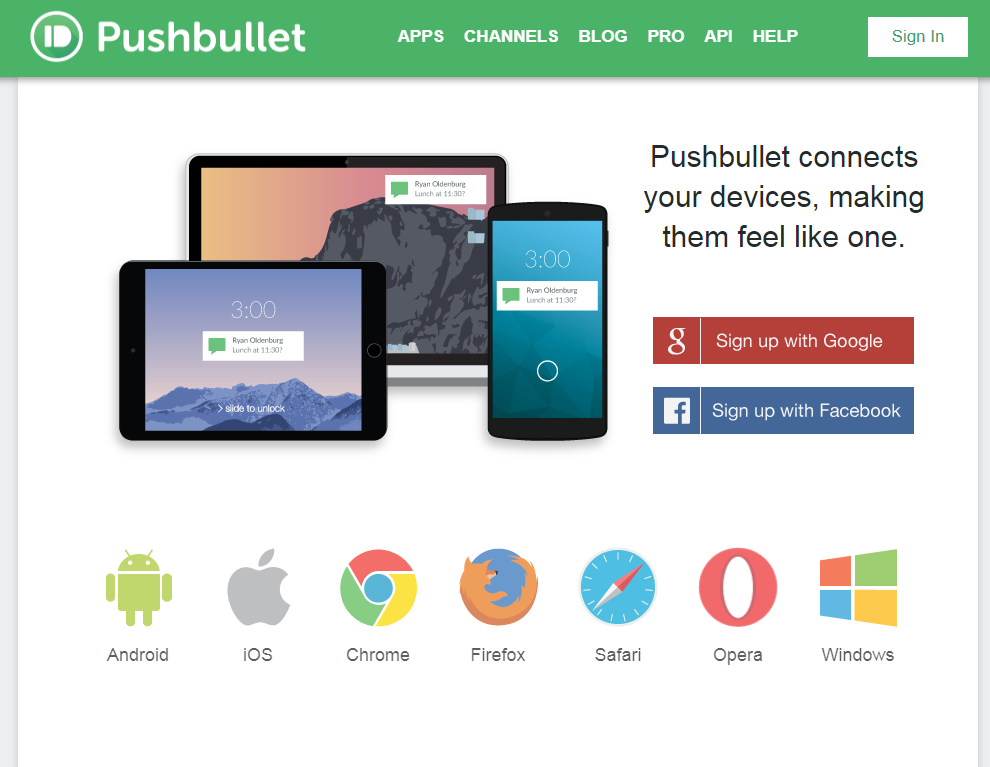 Pushbullet
APPS CHANNELS BLOG PRO API HELP
Sign In
Pushbullet connects
your devices, making
them feel like one.
Ryan Oldenburg
Lunch at 11:30?
3:00
Ryan Oldenburg
Lunch at 11:30?
3:00
Ryan Oldenburg
Lunch at 11:30?
> slide to unlock
g Sign up with Google
f Sign up with Facebook
Android iOS Chrome Firefox Safari Opera Windows